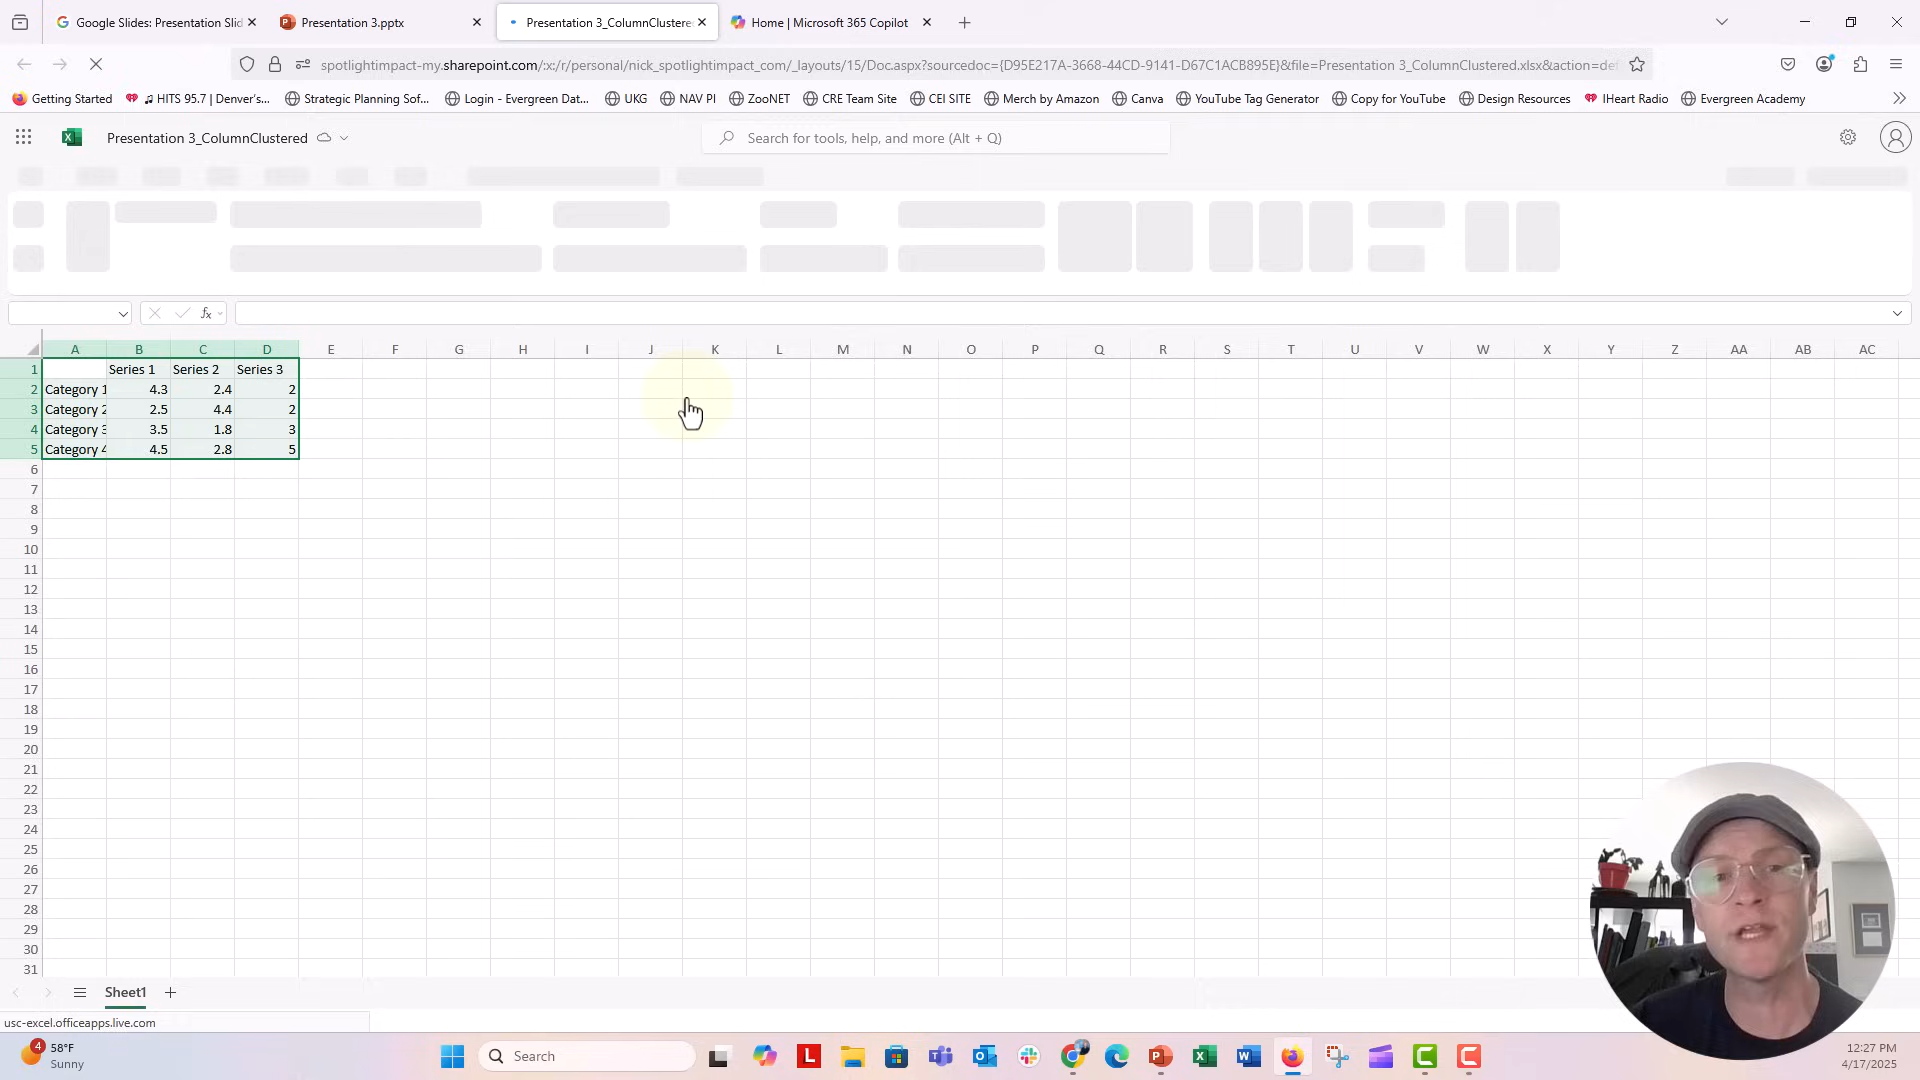 Google Slides: Presentation Slid
Presentation 3.pptx
Presentation 3_ColumnClustere
Home | Microsoft 365 Copilot
spotlightimpact-my.sharepoint.com/:x:/r/personal/nick_spotlightimpact_com/_layouts/15/Doc.aspx?sourcedoc={D95E217A-3668-44CD-9141-D67C1ACB895E}&file=Presentation 3_ColumnClustered.xlsx&action=def
Getting Started
♫ HITS 95.7 | Denver's...
Strategic Planning Sof...
Login - Evergreen Dat...
UKG
NAV PI
ZooNET
CRE Team Site
CEI SITE
Merch by Amazon
Canva
YouTube Tag Generator
Copy for YouTube
Design Resources
IHeart Radio
Evergreen Academy
Presentation 3_ColumnClustered
Search for tools, help, and more (Alt + Q)
fx
A B C D E F G H I J K L M N O P Q R S T U V W X Y Z AA AB AC
1 Series 1 Series 2 Series 3
2 Category 1 4.3 2.4 2
3 Category 2 2.5 4.4 2
4 Category 3 3.5 1.8 3
5 Category 4 4.5 2.8 5
6
7
8
9
10
11
12
13
14
15
16
17
18
19
20
21
22
23
24
25
26
27
28
29
30
31
Sheet1
usc-excel.officeapps.live.com
4
58°F
Sunny
Search
L
12:27 PM
4/17/2025